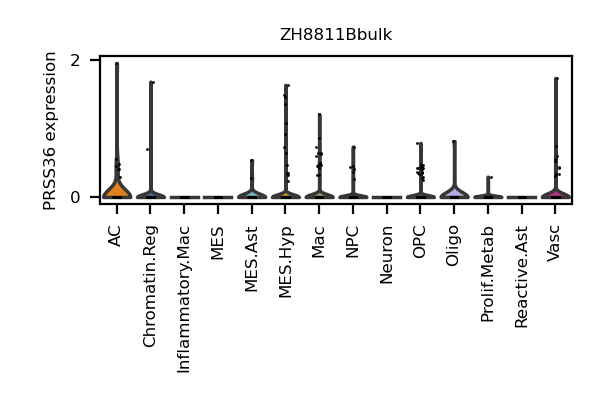 ZH8811Bbulk
PRSS36 expression
2
0
AC
Chromatin.Reg
Inflammatory.Mac
MES
MES.Ast
MES.Hyp
Mac
NPC
Neuron
OPC
Oligo
Prolif.Metab
Reactive.Ast
Vasc